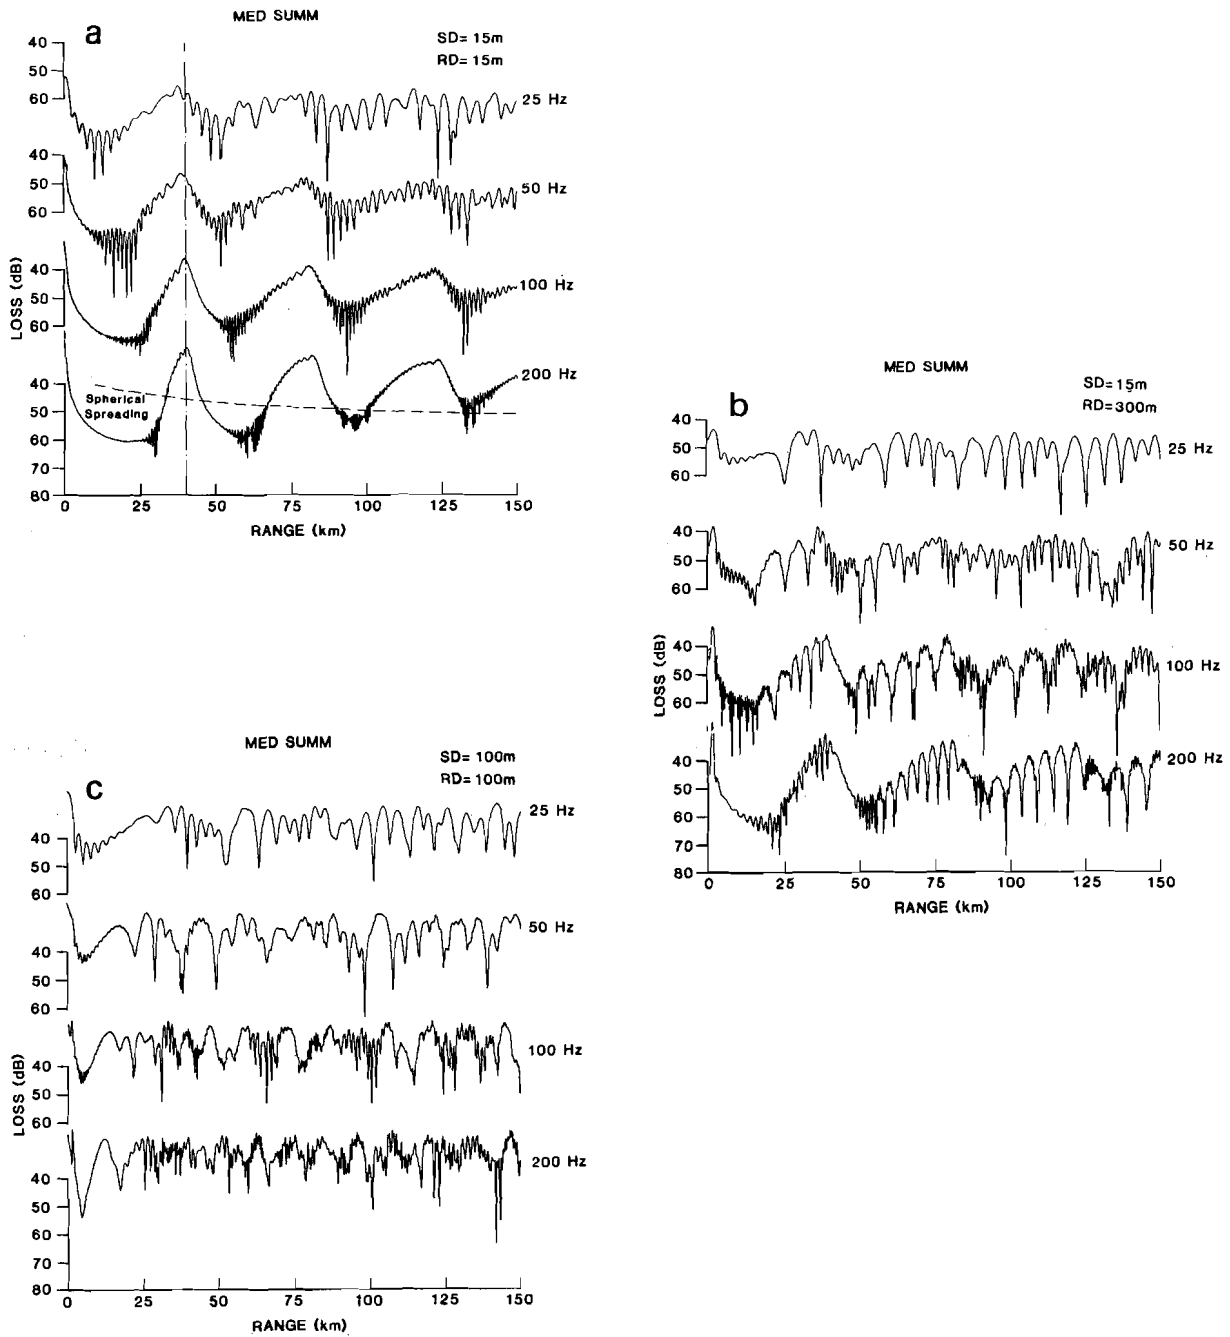 MED SUMM
a
SD= 15m
RD= 15m
40
50
60
25 Hz
40
50
60
50 Hz
40
50
60
100 Hz
40
50
60
70
80
200 Hz
Spherical
Spreading
LOSS (dB)
0 25 50 75 100 125 150
RANGE (km)
MED SUMM
b
SD= 15m
RD= 300m
40
50
60
25 Hz
40
50
60
50 Hz
40
50
60
100 Hz
40
50
60
70
80
200 Hz
LOSS (dB)
0 25 50 75 100 125 150
RANGE (km)
MED SUMM
c
SD= 100m
RD= 100m
40
50
60
25 Hz
40
50
60
50 Hz
40
50
60
100 Hz
40
50
60
70
80
200 Hz
LOSS (dB)
0 25 50 75 100 125 150
RANGE (km)